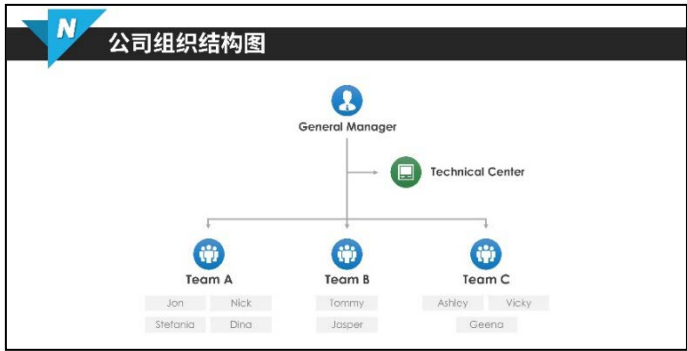 N
公司组织结构图
General Manager
Technical Center
Team A Team B Team C
Jon Nick Tommy Ashley Vicky
Stefania Dina Jasper Geena